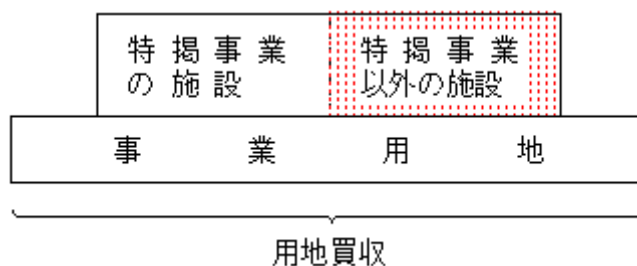 特掲事業
の施設
特掲事業
以外の施設
事業用地
用地買収